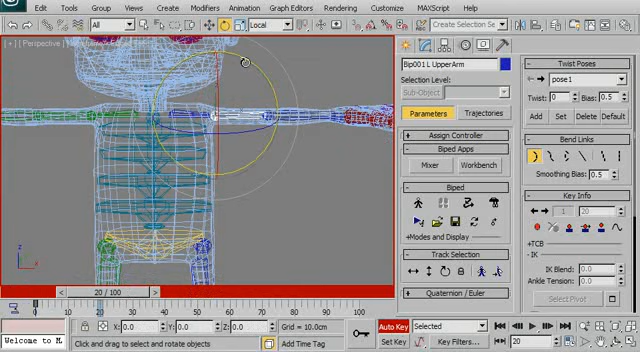 Edit Tools Group Views Create Modifiers Animation Graph Editors Rendering Customize MAXScript Help
All Local Create Selection Se
[ + ] [ Perspective ]
Bip001 L UpperArm
Selection Level:
Sub-Object
Parameters Trajectories
+ Assign Controller
- Biped Apps
Mixer Workbench
- Biped
+Modes and Display
- Track Selection
+ Quaternion / Euler
- Twist Poses
pose1
Twist: 0 Bias: 0.5
Add Set Delete Default
- Bend Links
Smoothing Bias: 0.5
- Key Info
1 20
+TCB
- IK
IK Blend: 0.0
Ankle Tension: 0.0
Select Pivot
z
x
< 20 / 100 >
0 10 20 30 40 50 60 70 80 90 100
Welcome to M
X: 0.0 Y: 0.0 Z: 0.0 Grid = 10.0cm
Click and drag to select and rotate objects
Add Time Tag
Auto Key Selected
Set Key Key Filters...
20